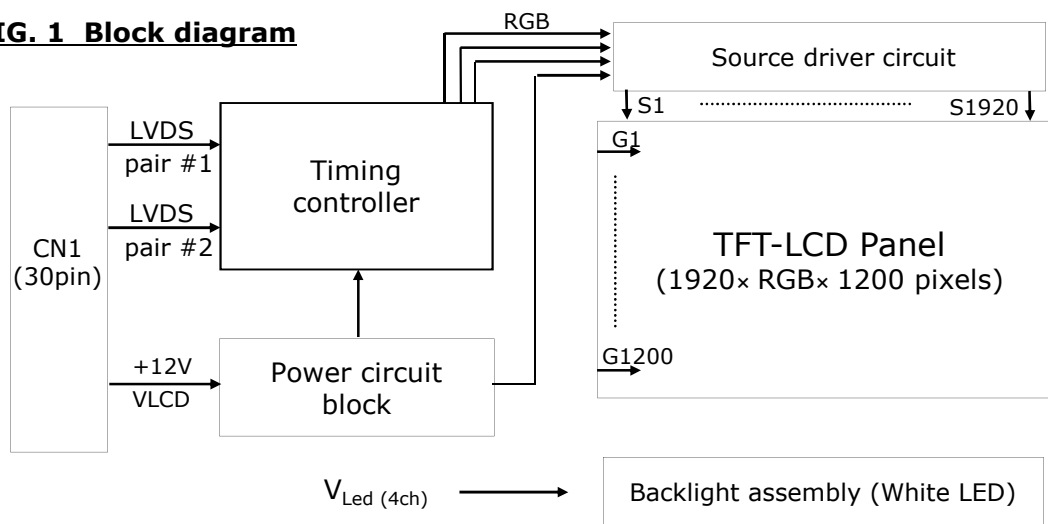 IG. 1 Block diagram
RGB
Source driver circuit
S1
S1920
CN1
(30pin)
LVDS
pair #1
LVDS
pair #2
+12V
VLCD
Timing
controller
Power circuit
block
G1
G1200
TFT-LCD Panel
(1920× RGB× 1200 pixels)
VLed (4ch)
Backlight assembly (White LED)